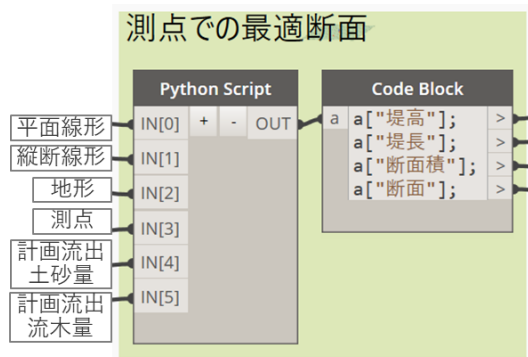 測点での最適断面
Python Script
Code Block
平面線形
IN[0] + - OUT
a a["堤高"]; >
縦断線形
IN[1]
a["堤長"]; >
地形
IN[2]
a["断面積"]; >
a["断面"]; >
測点
IN[3]
計画流出
土砂量
IN[4]
計画流出
流木量
IN[5]